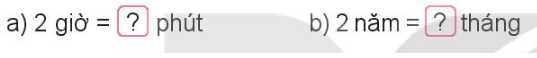 a) 2 giờ = ? phút b) 2 năm = ? tháng